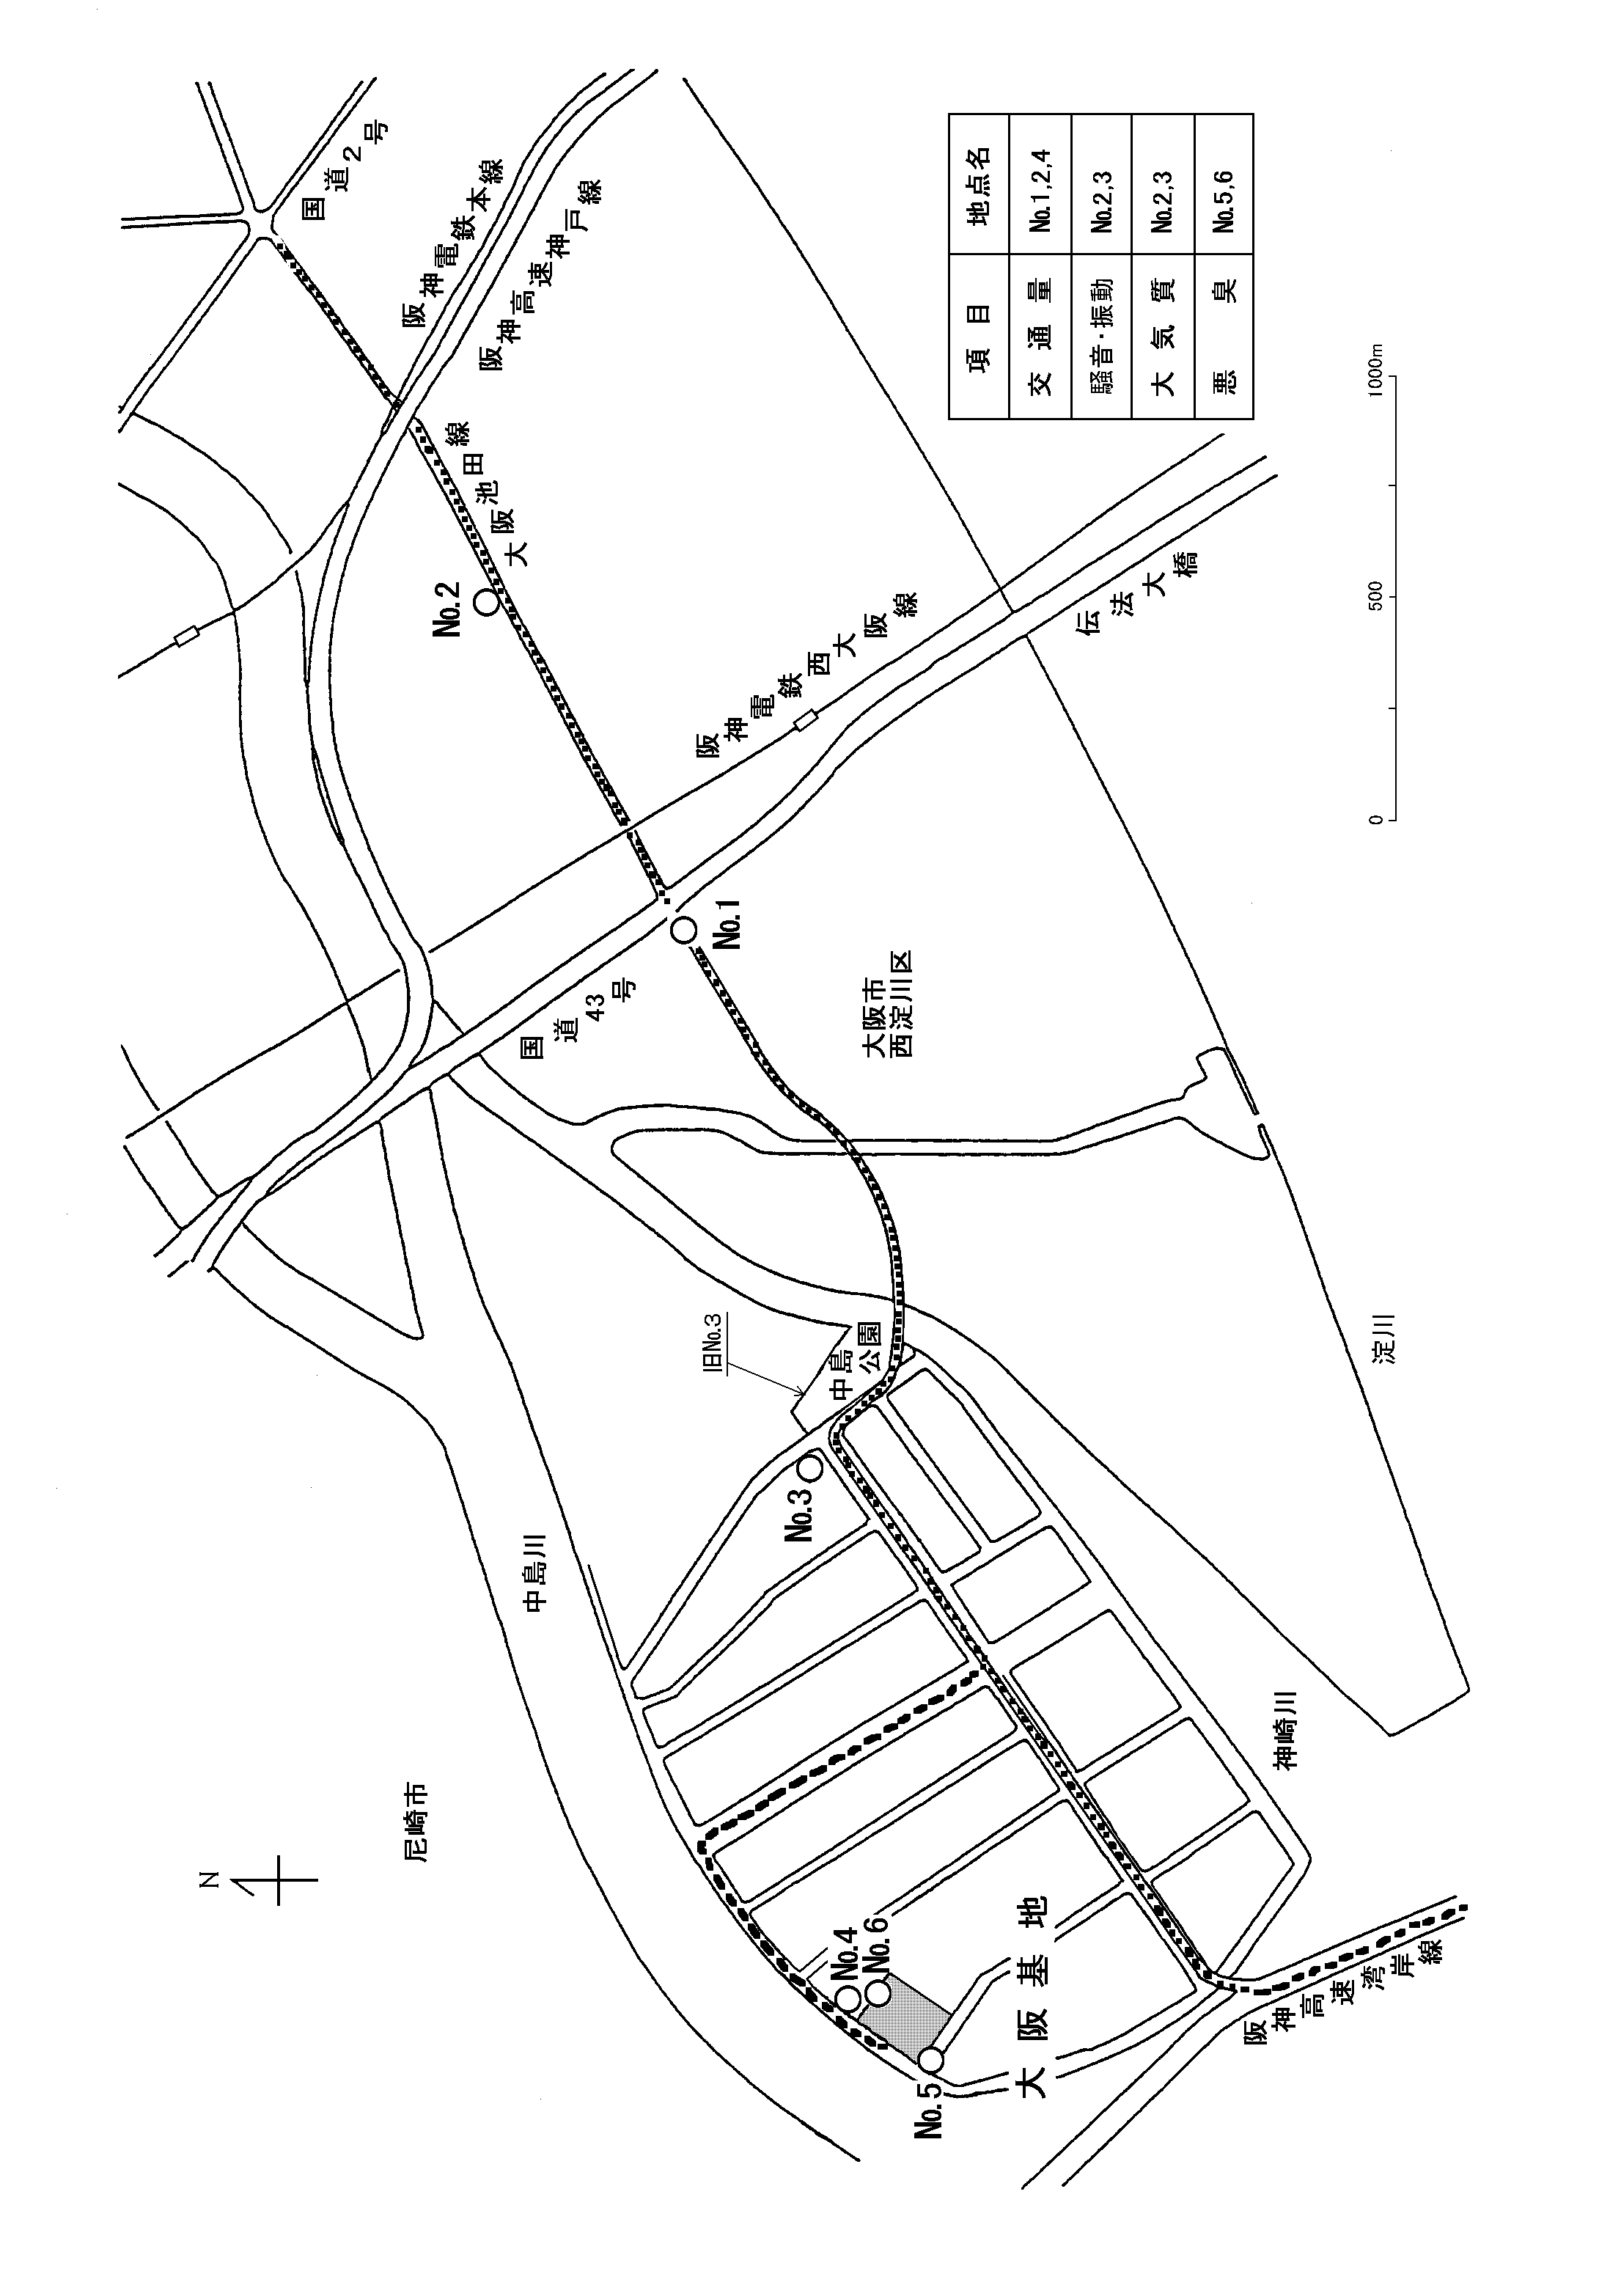 N
尼崎市
中島川
大阪基地
No.5
No.4
No.6
No.3
旧No.3
中島
公園
国道43号
No.1
大阪市
西淀川区
No.2
大阪池田線
国道2号
阪神電鉄本線
阪神高速神戸線
阪神電鉄西大阪線
伝法大橋
淀川
神崎川
阪神高速湾岸線
0 500 1000m
項目 地点名
交通量 No.1,2,4
騒音・振動 No.2,3
大気質 No.2,3
悪臭 No.5,6